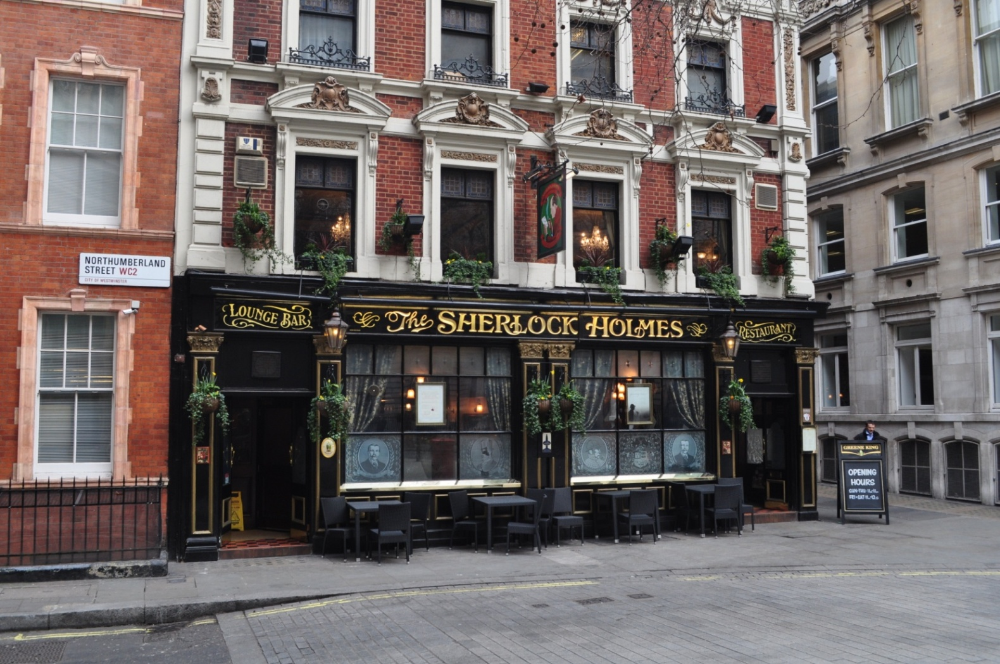 NORTHUMBERLAND
STREET WC2
CITY OF WESTMINSTER
LOUNGE BAR
The SHERLOCK HOLMES
RESTAURANT
GREENE KING
OPENING
HOURS